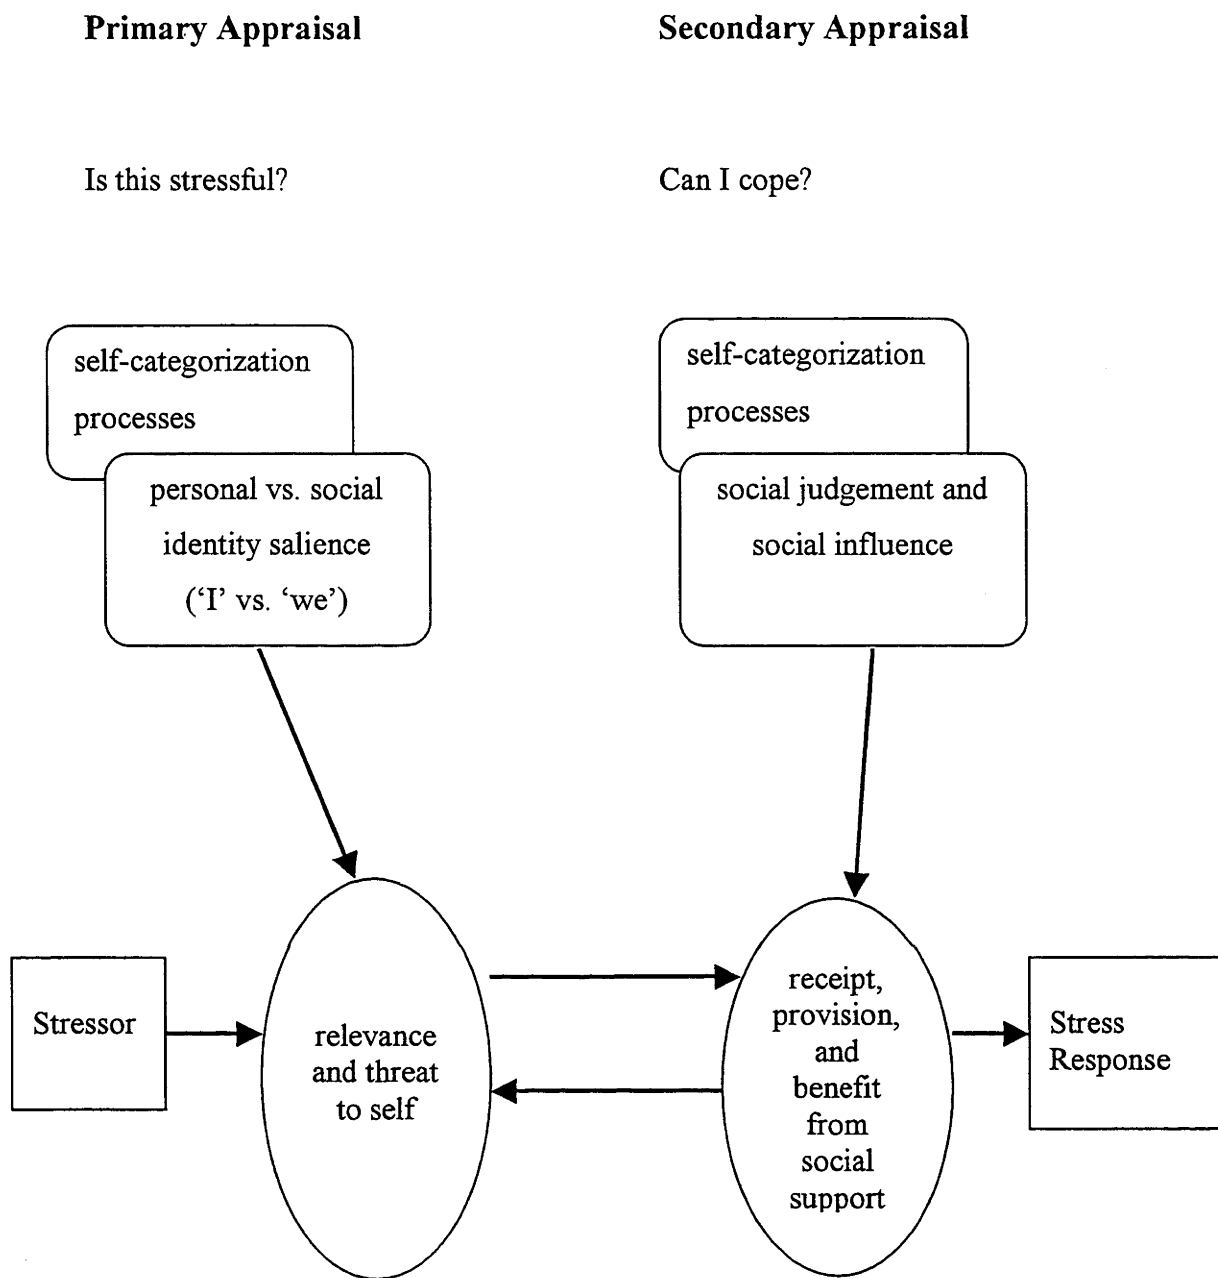 Primary Appraisal
Secondary Appraisal
Is this stressful?
Can I cope?
self-categorization
processes
personal vs. social
identity salience
(‘I’ vs. ‘we’)
self-categorization
processes
social judgement and
social influence
Stressor
relevance
and threat
to self
receipt,
provision,
and
benefit
from
social
support
Stress
Response